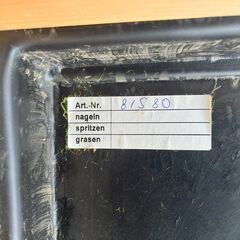 Art.-Nr. 81580
nageln
spritzen
grasen